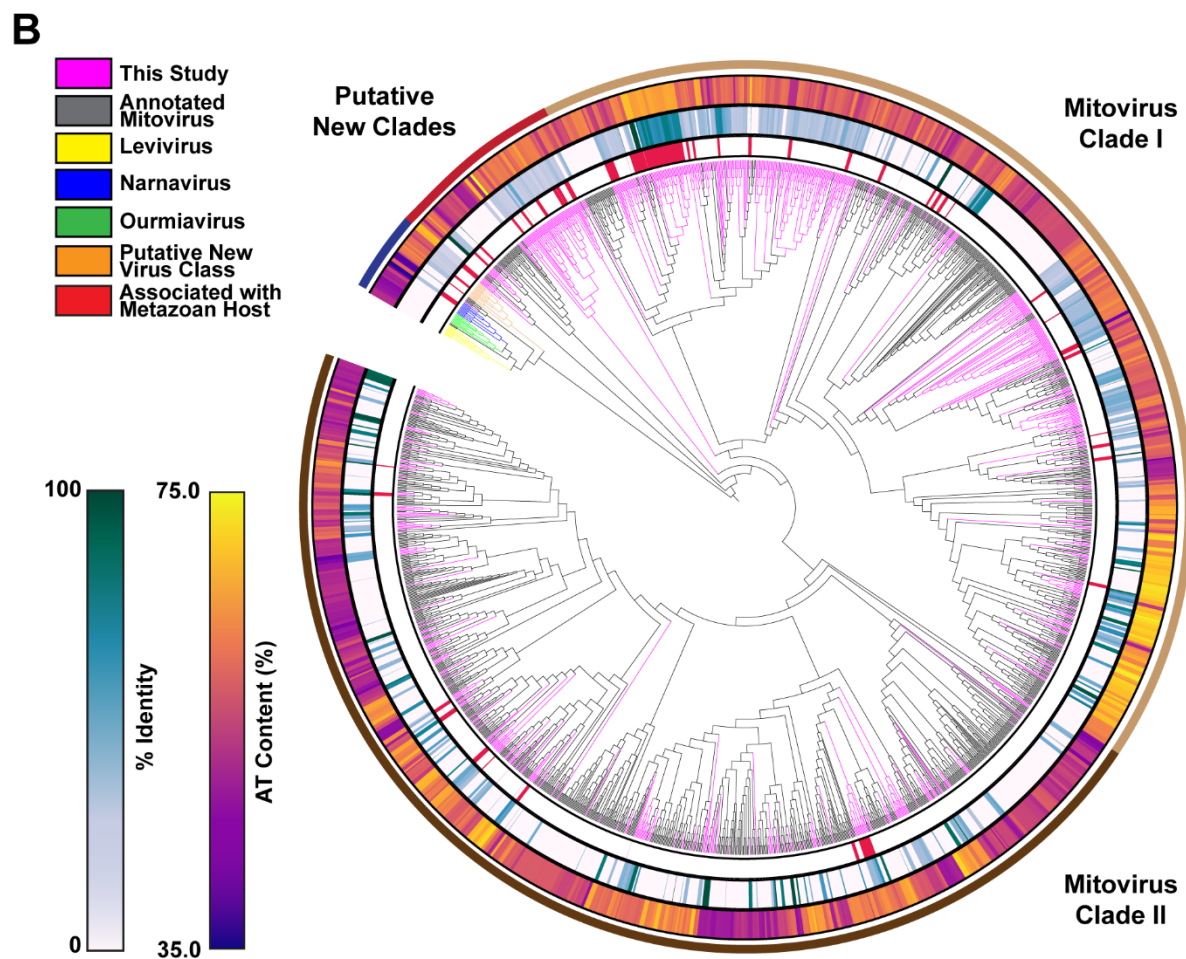 B
This Study
Annotated
Mitovirus
Levivirus
Narnavirus
Ourmiavirus
Putative New
Virus Class
Associated with
Metazoan Host
Putative
New Clades
Mitovirus
Clade I
100
0
% Identity
75.0
35.0
AT Content (%)
Mitovirus
Clade II